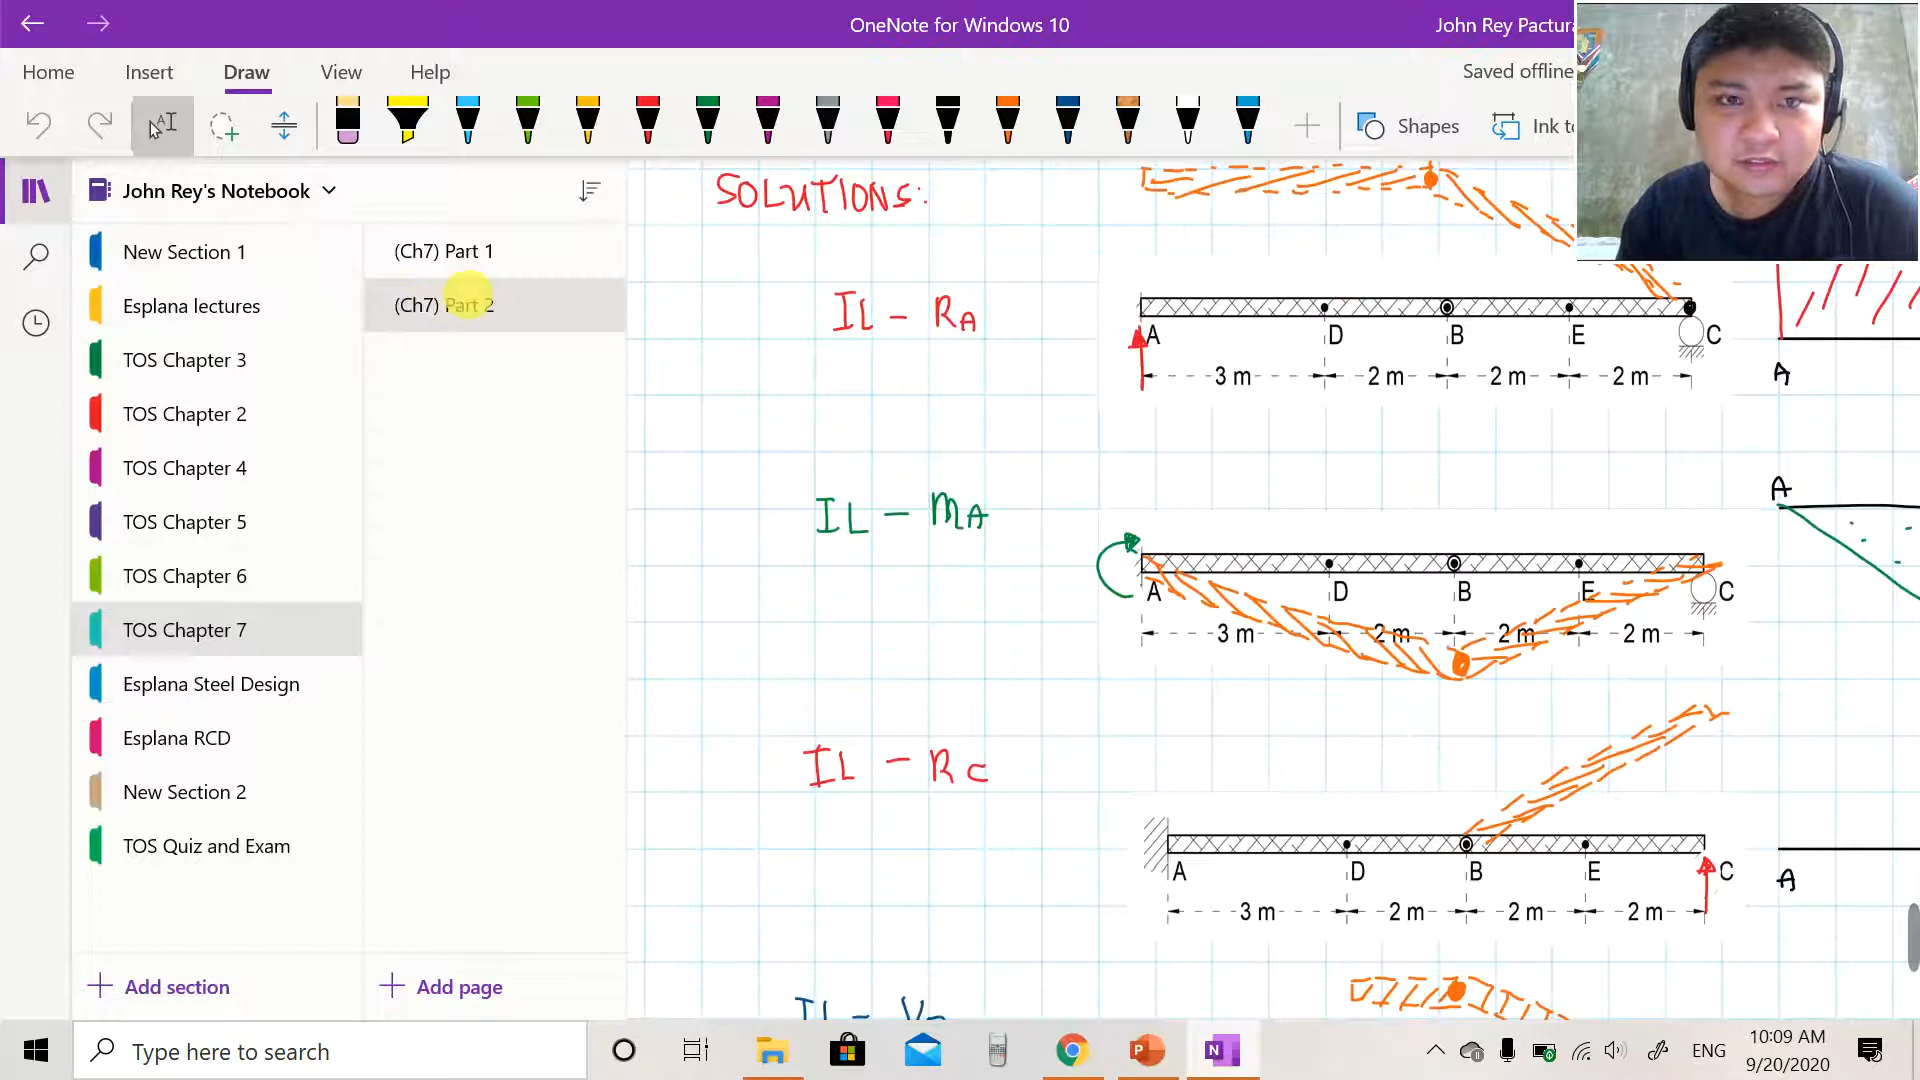 OneNote for Windows 10
John Rey Pactura
Home Insert Draw View Help
Saved offline
Shapes
Ink to
John Rey's Notebook
New Section 1
Esplana lectures
TOS Chapter 3
TOS Chapter 2
TOS Chapter 4
TOS Chapter 5
TOS Chapter 6
TOS Chapter 7
Esplana Steel Design
Esplana RCD
New Section 2
TOS Quiz and Exam
Add section
(Ch7) Part 1
(Ch7) Part 2
Add page
SOLUTIONS:
IL - RA
A D B E C
3 m 2 m 2 m 2 m
A
IL - MA
A
A D B E C
3 m 2 m 2 m 2 m
IL - RC
A D B E C
3 m 2 m 2 m 2 m
A
IL -
Type here to search
ENG
10:09 AM
9/20/2020